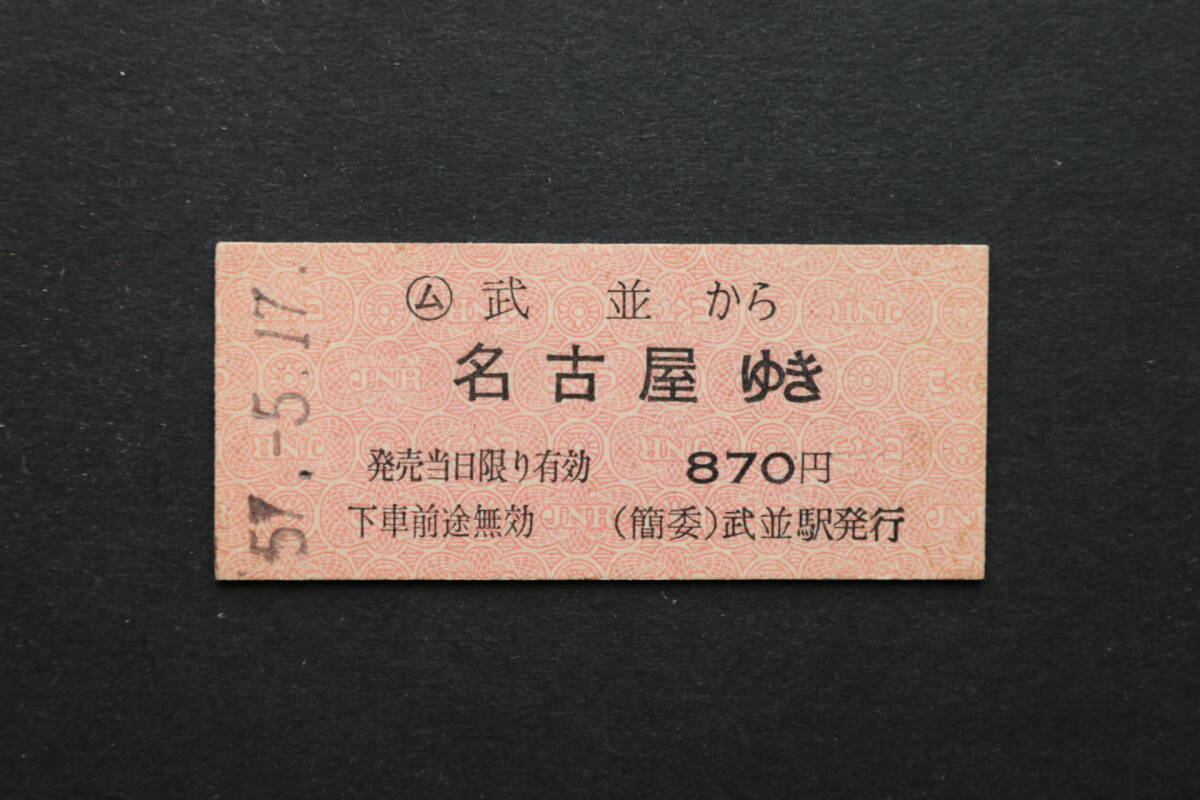 57.-5.17.
㋰ 武並から
名古屋ゆき
発売当日限り有効 870円
下車前途無効 (簡委)武並駅発行